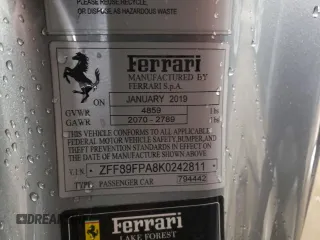 PLEASE REUSE, RECYCLE,
OR DISPOSE AS HAZARDOUS WASTE
Ferrari
MANUFACTURED BY
FERRARI S.p.A.
ON JANUARY 2019
GVWR 4859 lbs
GAWR 2070 - 2789 lbs
THIS VEHICLE CONFORMS TO ALL APPLICABLE
FEDERAL MOTOR VEHICLE SAFETY, BUMPER, AND
THEFT PREVENTION STANDARDS IN EFFECT ON
THE DATE OF MANUFACTURE SHOWN ABOVE.
V.I.N. ZFF89FPA8K0242811
TYPE: PASSENGER CAR 794442
Ferrari
LAKE FOREST